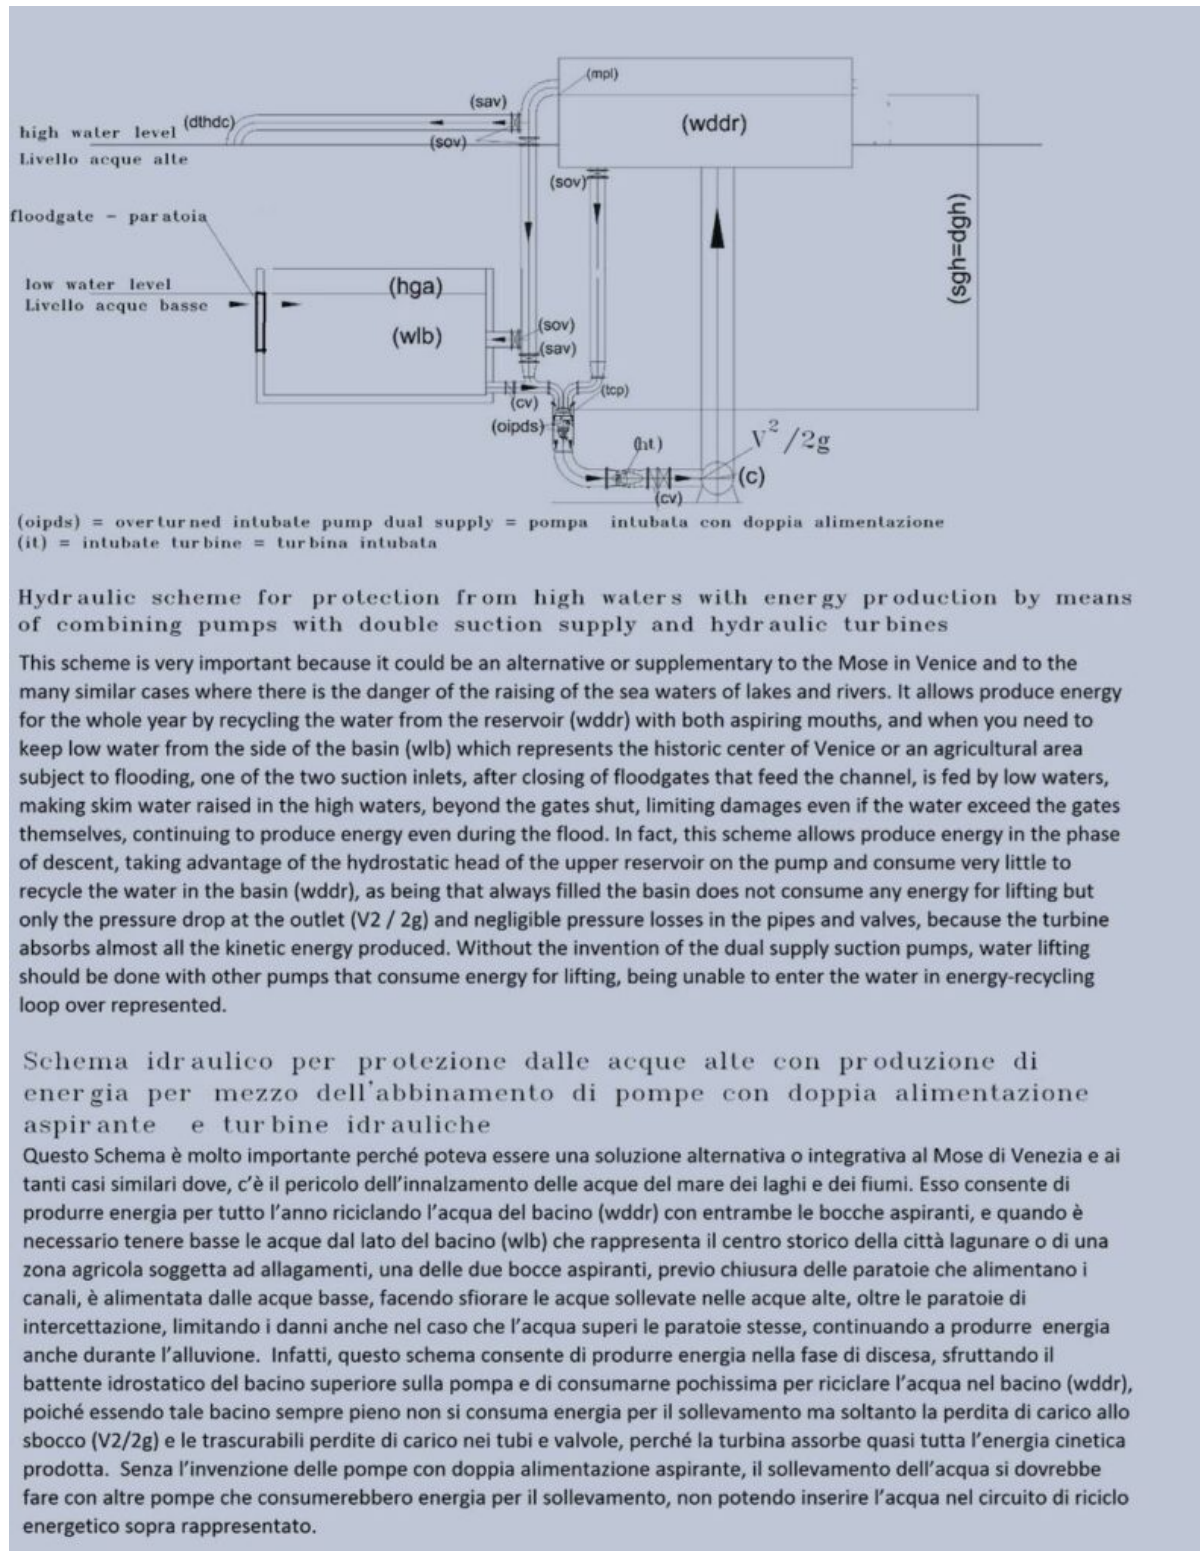 (mpl)
(sav)
(dthdc)
(wddr)
high water level
(sov)
Livello acque alte
(sov)
floodgate - paratoia
(sgh=dgh)
low water level
(hga)
Livello acque basse
(sov)
(wlb)
(sav)
(tcp)
(cv)
(oipds)
V²/2g
(ht)
(c)
(cv)
(oipds) = overturned intubate pump dual supply = pompa intubata con doppia alimentazione
(it) = intubate turbine = turbina intubata
Hydraulic scheme for protection from high waters with energy production by means
of combining pumps with double suction supply and hydraulic turbines
This scheme is very important because it could be an alternative or supplementary to the Mose in Venice and to the
many similar cases where there is the danger of the raising of the sea waters of lakes and rivers. It allows produce energy
for the whole year by recycling the water from the reservoir (wddr) with both aspiring mouths, and when you need to
keep low water from the side of the basin (wlb) which represents the historic center of Venice or an agricultural area
subject to flooding, one of the two suction inlets, after closing of floodgates that feed the channel, is fed by low waters,
making skim water raised in the high waters, beyond the gates shut, limiting damages even if the water exceed the gates
themselves, continuing to produce energy even during the flood. In fact, this scheme allows produce energy in the phase
of descent, taking advantage of the hydrostatic head of the upper reservoir on the pump and consume very little to
recycle the water in the basin (wddr), as being that always filled the basin does not consume any energy for lifting but
only the pressure drop at the outlet (V2 / 2g) and negligible pressure losses in the pipes and valves, because the turbine
absorbs almost all the kinetic energy produced. Without the invention of the dual supply suction pumps, water lifting
should be done with other pumps that consume energy for lifting, being unable to enter the water in energy-recycling
loop over represented.
Schema idraulico per protezione dalle acque alte con produzione di
energia per mezzo dell'abbinamento di pompe con doppia alimentazione
aspirante e turbine idrauliche
Questo Schema è molto importante perché poteva essere una soluzione alternativa o integrativa al Mose di Venezia e ai
tanti casi similari dove, c'è il pericolo dell'innalzamento delle acque del mare dei laghi e dei fiumi. Esso consente di
produrre energia per tutto l'anno riciclando l'acqua del bacino (wddr) con entrambe le bocche aspiranti, e quando è
necessario tenere basse le acque dal lato del bacino (wlb) che rappresenta il centro storico della città lagunare o di una
zona agricola soggetta ad allagamenti, una delle due bocce aspiranti, previo chiusura delle paratoie che alimentano i
canali, è alimentata dalle acque basse, facendo sfiorare le acque sollevate nelle acque alte, oltre le paratoie di
intercettazione, limitando i danni anche nel caso che l'acqua superi le paratoie stesse, continuando a produrre energia
anche durante l'alluvione. Infatti, questo schema consente di produrre energia nella fase di discesa, sfruttando il
battente idrostatico del bacino superiore sulla pompa e di consumarne pochissima per riciclare l'acqua nel bacino (wddr),
poiché essendo tale bacino sempre pieno non si consuma energia per il sollevamento ma soltanto la perdita di carico allo
sbocco (V2/2g) e le trascurabili perdite di carico nei tubi e valvole, perché la turbina assorbe quasi tutta l'energia cinetica
prodotta. Senza l'invenzione delle pompe con doppia alimentazione aspirante, il sollevamento dell'acqua si dovrebbe
fare con altre pompe che consumerebbero energia per il sollevamento, non potendo inserire l'acqua nel circuito di riciclo
energetico sopra rappresentato.